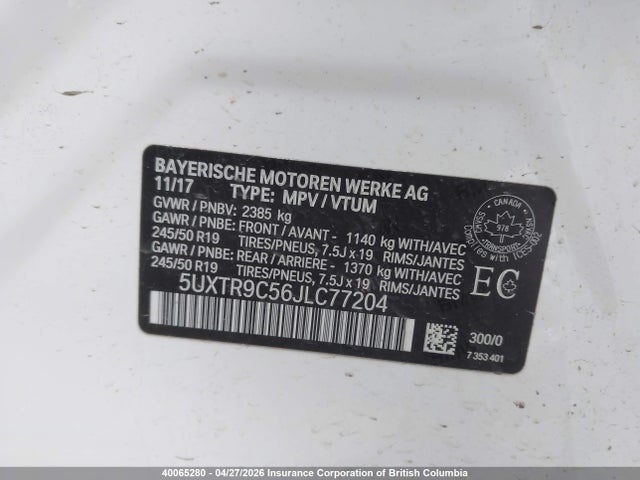 BAYERISCHE MOTOREN WERKE AG
11/17 TYPE: MPV / VTUM
GVWR / PNBV: 2385 kg
GAWR / PNBE: FRONT / AVANT - 1140 kg WITH/AVEC
245/50 R19 TIRES/PNEUS, 7.5J x 19 RIMS/JANTES
GAWR / PNBE: REAR / ARRIERE - 1370 kg WITH/AVEC
245/50 R19 TIRES/PNEUS, 7.5J x 19 RIMS/JANTES
5UXTR9C56JLC77204
CANADA
978
TRANSPORT
EC
300/0
7 353 401
40065280 - 04/27/2026 Insurance Corporation of British Columbia